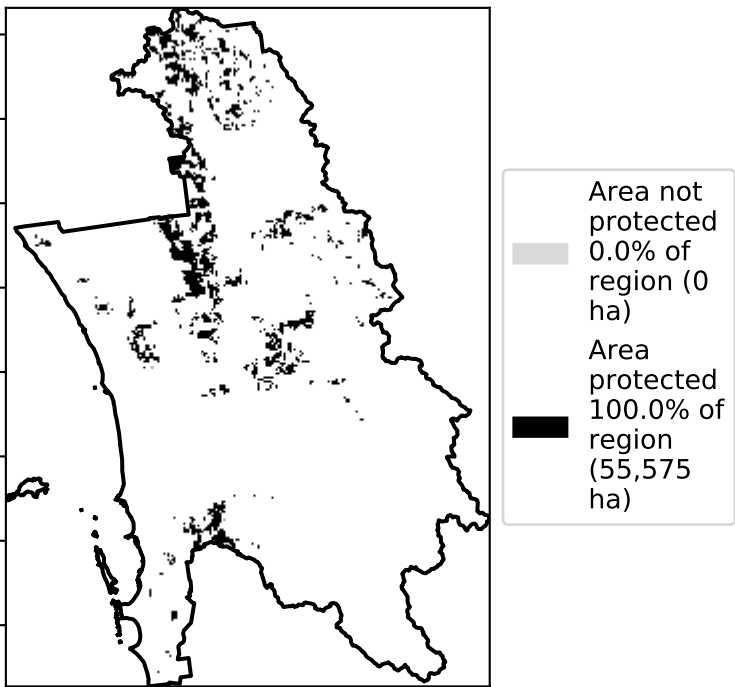 Area not
protected
0.0% of
region (0
ha)
Area
protected
100.0% of
region
(55,575
ha)